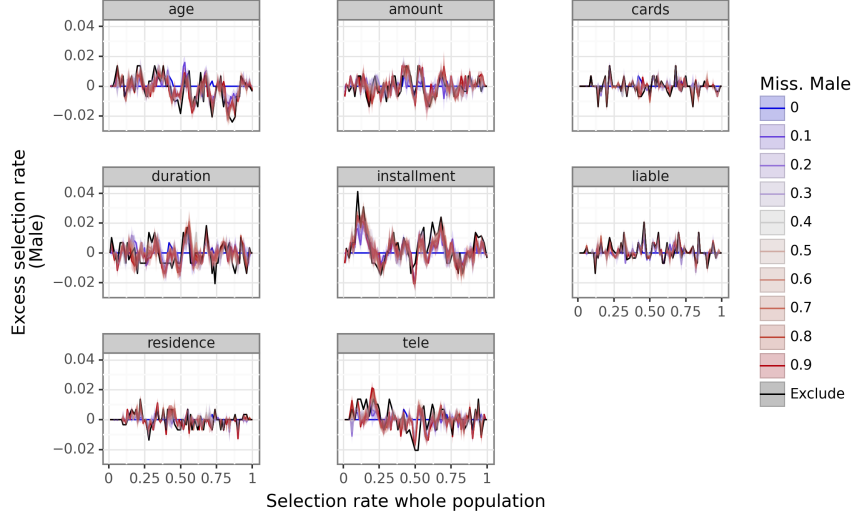 age
amount
cards
0.04
0.02
0
−0.02
Miss. Male
0
0.1
0.2
0.3
0.4
0.5
0.6
0.7
0.8
0.9
Exclude
Excess selection rate
(Male)
duration
installment
liable
0.04
0.02
0
−0.02
0 0.25 0.50 0.75 1
residence
tele
0.04
0.02
0
−0.02
0 0.25 0.50 0.75 1
0 0.25 0.50 0.75 1
Selection rate whole population